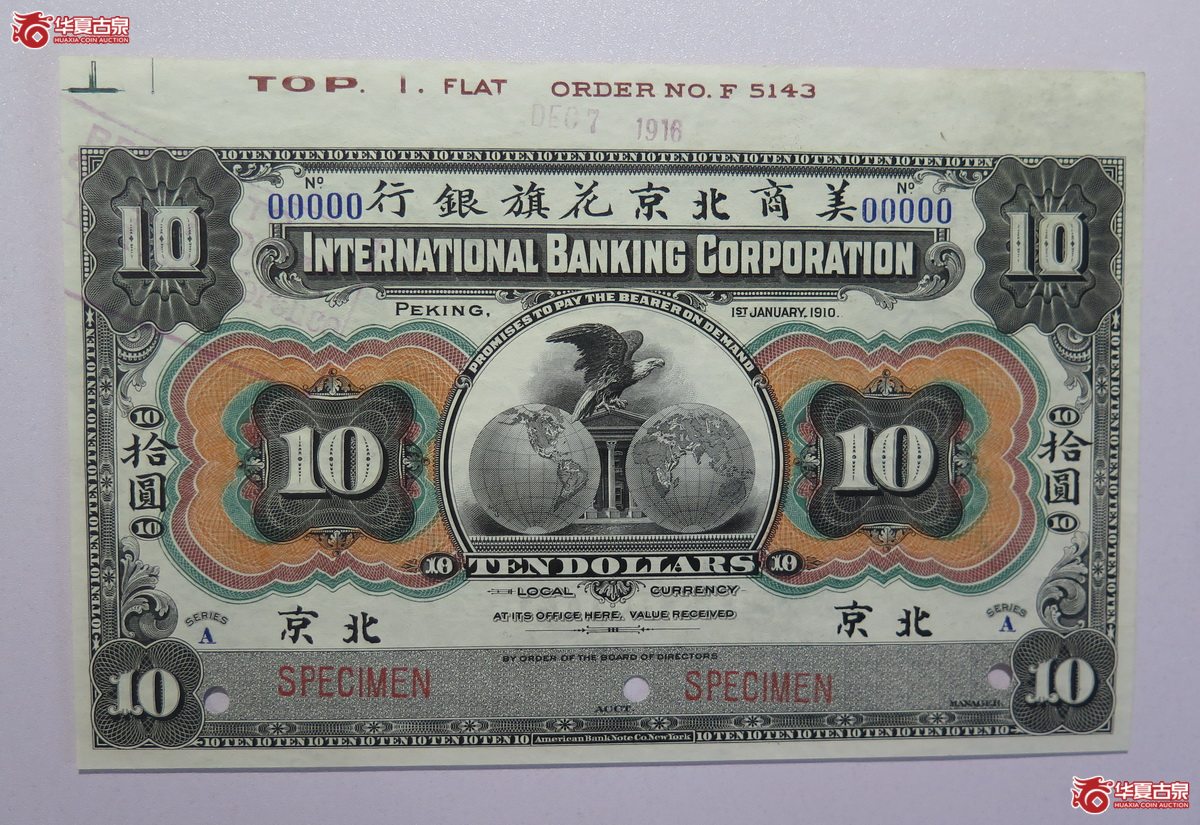 华夏古泉
HUAXIA COIN AUCTION
TOP. 1. FLAT ORDER NO. F 5143
DEC 7 1916
10TEN10TEN10TEN10TEN10TEN10TEN10TEN10TEN10TEN10TEN
Nº Nº
00000 行銀旗花京北商美 00000
10 INTERNATIONAL BANKING CORPORATION 10
PEKING, 1ST JANUARY, 1910.
PROMISES TO PAY THE BEARER ON DEMAND
10 10
拾圓 10 10 拾圓
10 10
10 TEN DOLLARS 10
LOCAL CURRENCY
AT ITS OFFICE HERE, VALUE RECEIVED
SERIES A 京北 京北 SERIES A
BY ORDER OF THE BOARD OF DIRECTORS
10 SPECIMEN SPECIMEN 10
ACCT. MANAGER.
American Bank Note Co. New York
华夏古泉
HUAXIA COIN AUCTION